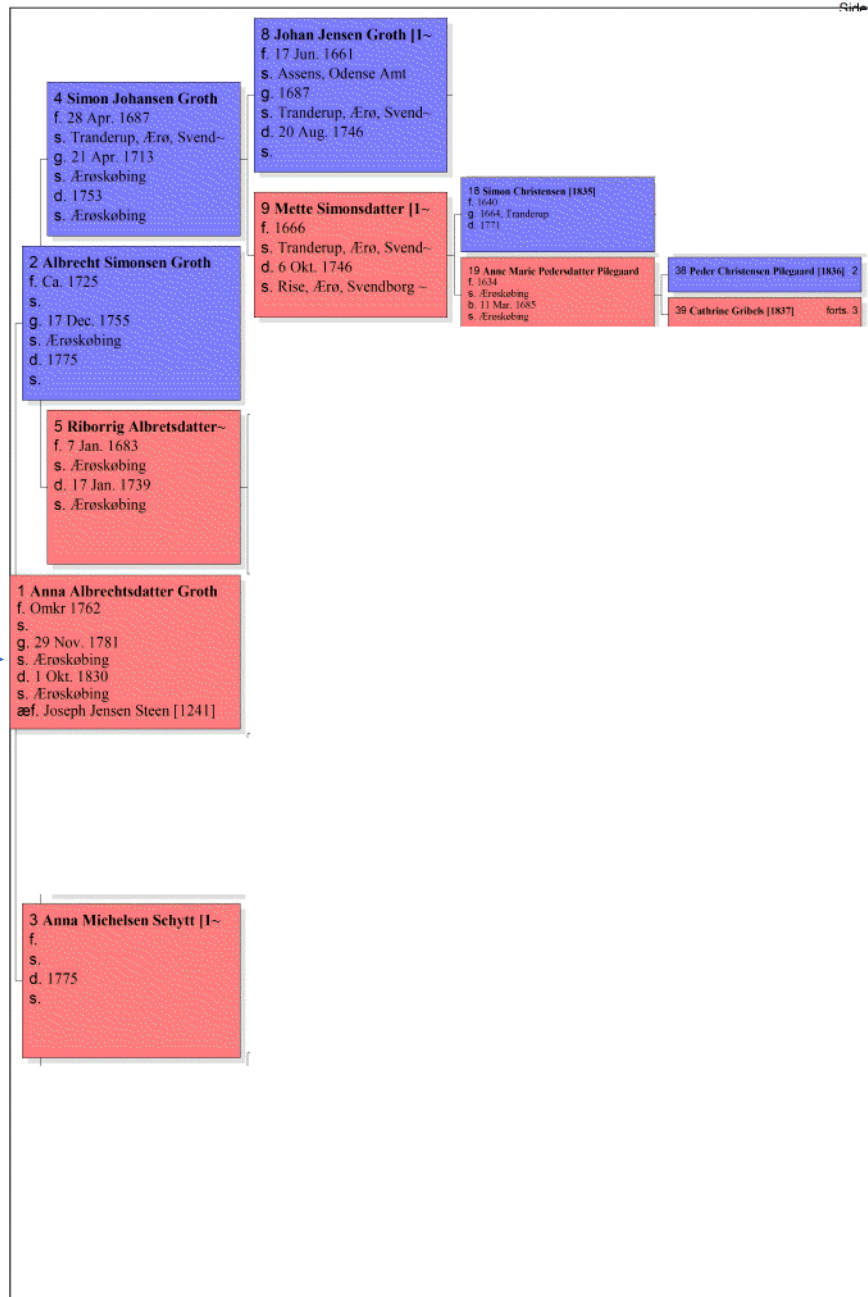 Side
8 Johan Jensen Groth [1~
f. 17 Jun. 1661
s. Assens, Odense Amt
g. 1687
s. Tranderup, Ærø, Svend~
d. 20 Aug. 1746
s.
4 Simon Johansen Groth
f. 28 Apr. 1687
s. Tranderup, Ærø, Svend~
g. 21 Apr. 1713
s. Ærøskøbing
d. 1753
s. Ærøskøbing
9 Mette Simonsdatter [1~
f. 1666
s. Tranderup, Ærø, Svend~
d. 6 Okt. 1746
s. Rise, Ærø, Svendborg ~
18 Simon Christensen [1835]
f. 1640
g. 1664, Tranderup
d. 1771
19 Anne Marie Pedersdatter Pilegaard
f. 1634
s. Ærøskøbing
b. 11 Mar. 1685
s. Ærøskøbing
38 Peder Christensen Pilegaard [1836] 2
39 Cathrine Gribels [1837] forts. 3
2 Albrecht Simonsen Groth
f. Ca. 1725
s.
g. 17 Dec. 1755
s. Ærøskøbing
d. 1775
s.
5 Riborrig Albretsdatter~
f. 7 Jan. 1683
s. Ærøskøbing
d. 17 Jan. 1739
s. Ærøskøbing
1 Anna Albrechtsdatter Groth
f. Omkr 1762
s.
g. 29 Nov. 1781
s. Ærøskøbing
d. 1 Okt. 1830
s. Ærøskøbing
æf. Joseph Jensen Steen [1241]
3 Anna Michelsen Schytt [1~
f.
s.
d. 1775
s.